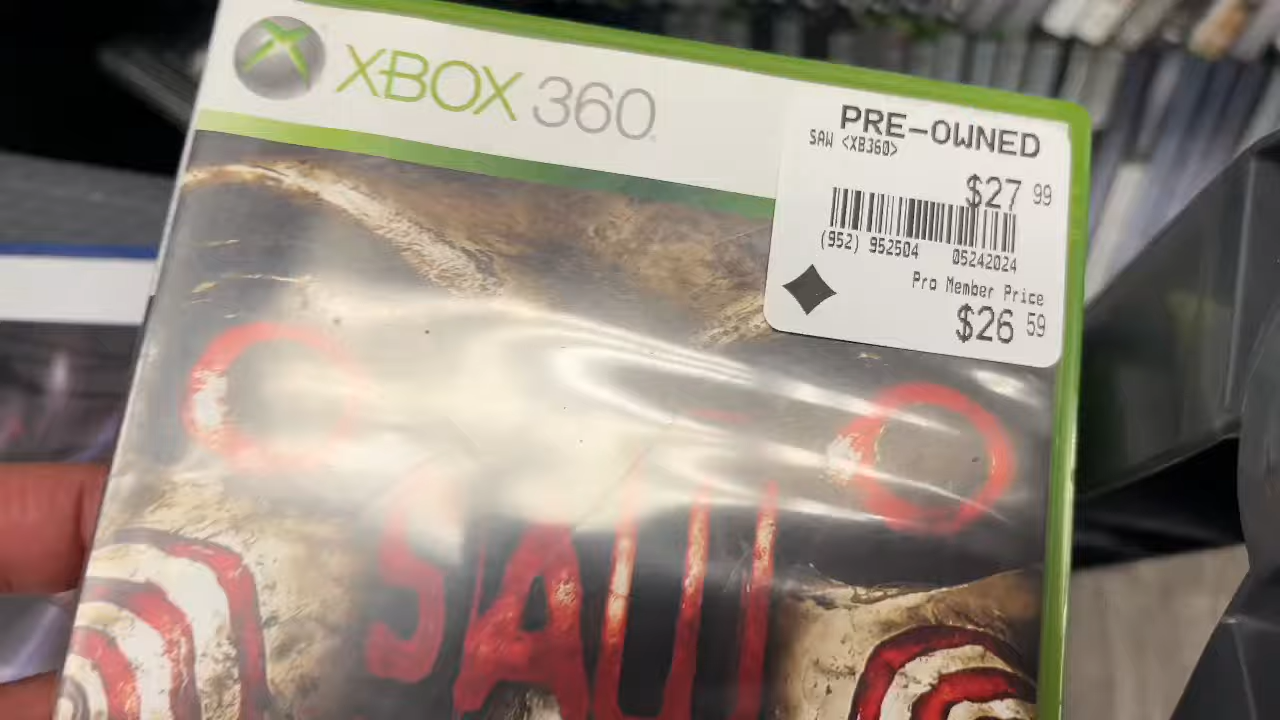 XBOX 360
PRE-OWNED
SAW <XB360>
$27 99
(952) 952504 05242024
Pro Member Price
$26 59
SAW